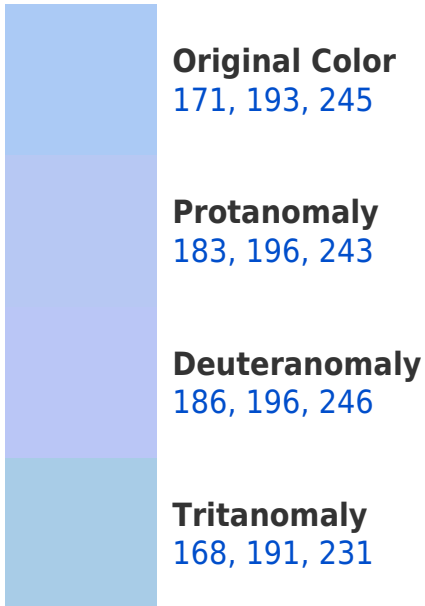 Original Color
171, 193, 245
Protanomaly
183, 196, 243
Deuteranomaly
186, 196, 246
Tritanomaly
168, 191, 231